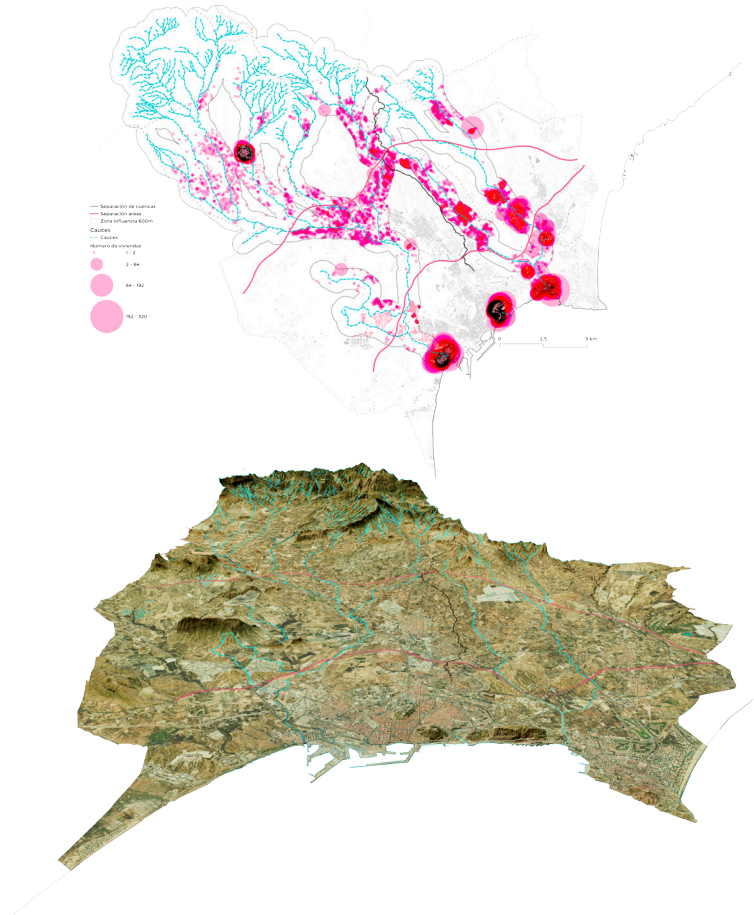 Separación de cuencas
Separación areas
Zona influencia 600m
Cauces
Cauces
Número de viviendas
1 - 2
2 - 64
64 - 192
192 - 520
0 2,5 5 km